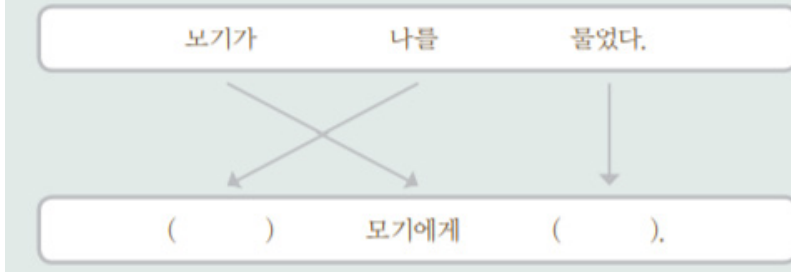 보기가 나를 물었다.
( ) 모기에게 ( ).